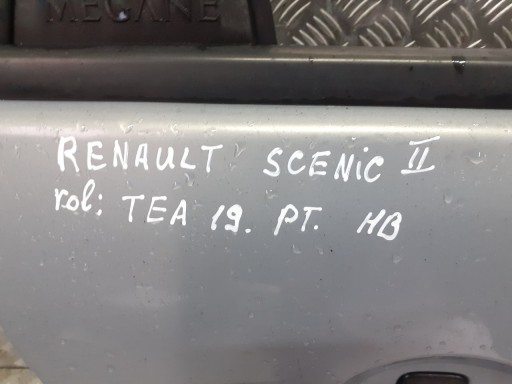 MEGANE
RENAULT SCENIC II
kol; TEA 19. PT. HB